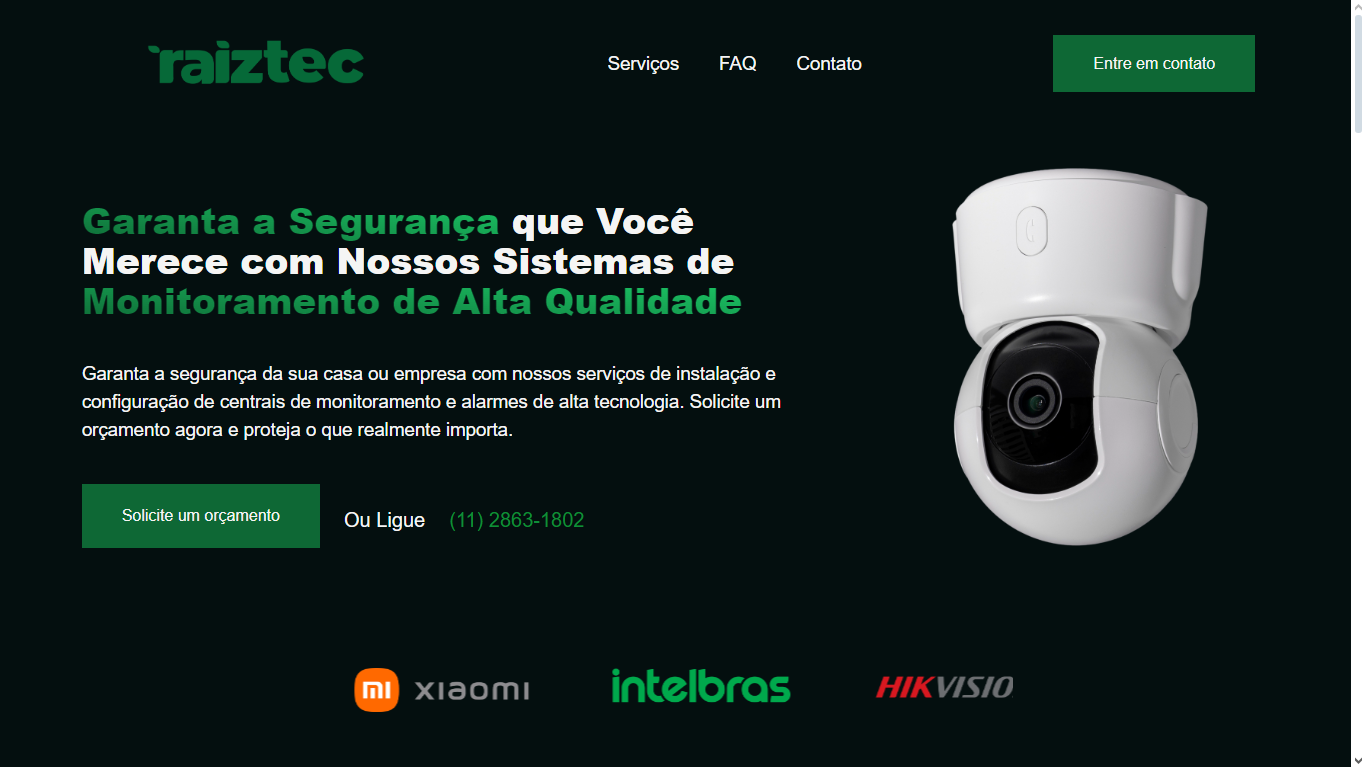 raiztec
Serviços
FAQ
Contato
Entre em contato
Garanta a Segurança que Você
Merece com Nossos Sistemas de
Monitoramento de Alta Qualidade
Garanta a segurança da sua casa ou empresa com nossos serviços de instalação e
configuração de centrais de monitoramento e alarmes de alta tecnologia. Solicite um
orçamento agora e proteja o que realmente importa.
Solicite um orçamento
Ou Ligue
(11) 2863-1802
mi xiaomi
intelbras
HIKVISIO